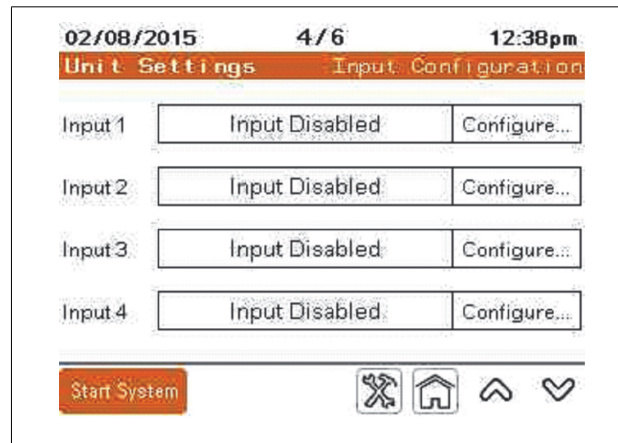 02/08/2015 4/6 12:38pm
Unit Settings Input Configuration
Input 1 Input Disabled Configure...
Input 2 Input Disabled Configure...
Input 3 Input Disabled Configure...
Input 4 Input Disabled Configure...
Start System